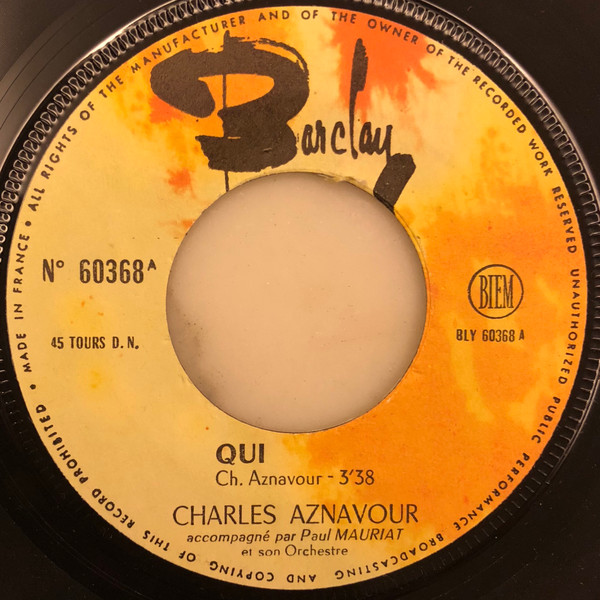 • MADE IN FRANCE • ALL RIGHTS OF THE MANUFACTURER AND OF THE OWNER OF THE RECORDED WORK RESERVED UNAUTHORIZED PUBLIC PERFORMANCE BROADCASTING AND COPYING OF THIS RECORD PROHIBITED
Barclay
N° 60368 A
BIEM
45 TOURS D.N.
BLY 60368 A
QUI
Ch. Aznavour - 3'38
CHARLES AZNAVOUR
accompagné par Paul MAURIAT
et son Orchestre